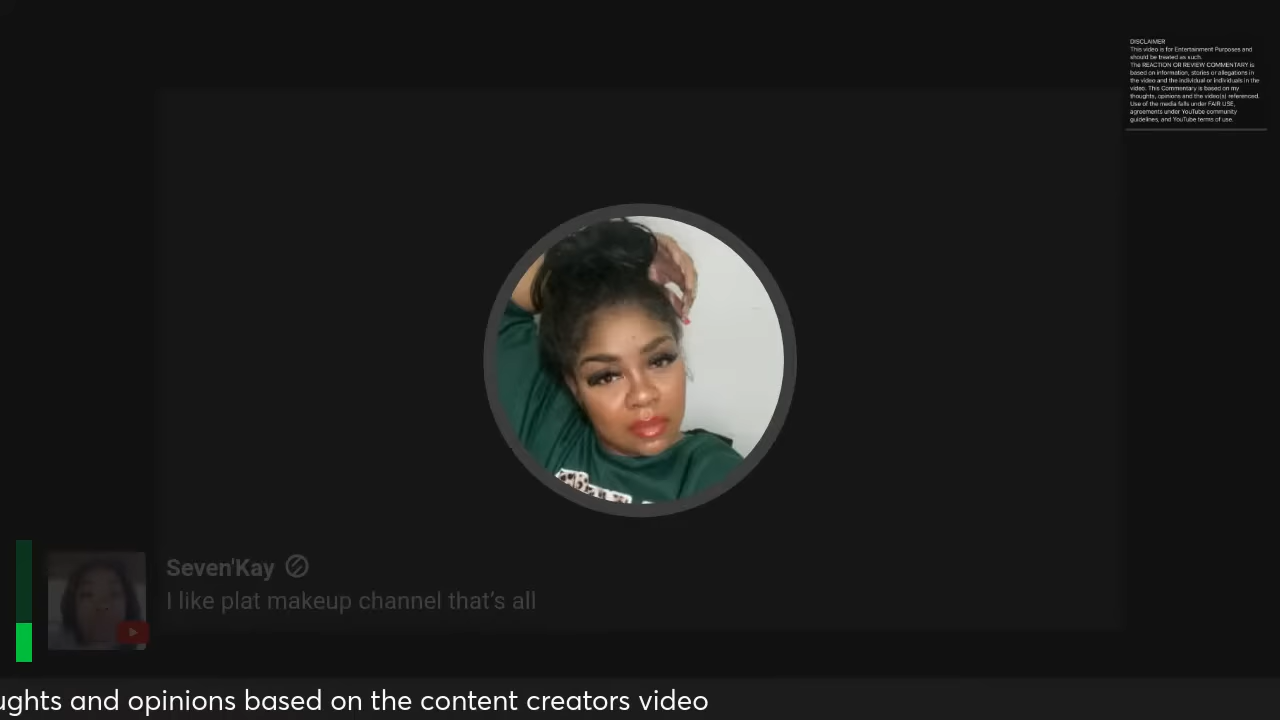 DISCLAIMER
This video is for Entertainment Purposes and
should be treated as such.
The REACTION OR REVIEW COMMENTARY is
based on information, stories or allegations in
the video and the individual or individuals in the
video. This Commentary is based on my
thoughts, opinions and the video(s) referenced.
Use of the media falls under FAIR USE,
agreements under YouTube community
guidelines, and YouTube terms of use.
Seven'Kay
I like plat makeup channel that's all
ughts and opinions based on the content creators video